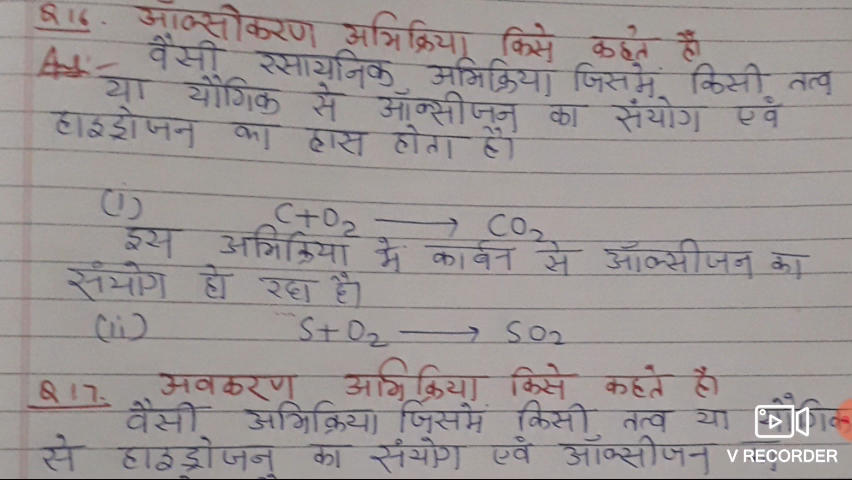 Q 16. ऑक्सीकरण अभिक्रिया किसे कहते है।
Ans:- वैसी रसायनिक अभिक्रिया जिसमें किसी तत्व
या यौगिक से ऑक्सीजन का संयोग एवं
हाइड्रोजन का हास होता है।
(i) C+O₂ ⟶ CO₂
इस अभिक्रिया में कार्बन से ऑक्सीजन का
संयोग हो रहा है।
(ii) S+O₂ ⟶ SO₂
Q 17. अवकरण अभिक्रिया किसे कहते है।
वैसी अभिक्रिया जिसमें किसी तत्व या यौगिक
से हाइड्रोजन का संयोग एवं ऑक्सीजन
V RECORDER